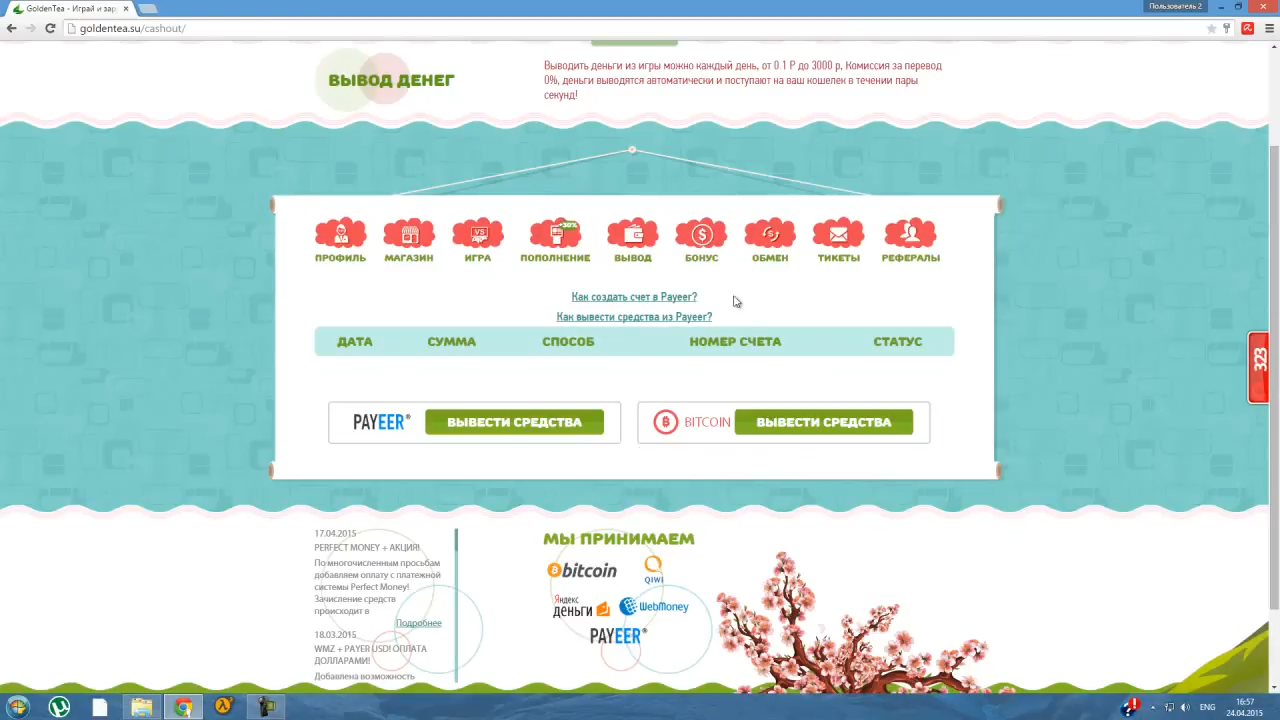 GoldenTea - Играй и зар
Пользователь 2
goldentea.su/cashout/
ВЫВОД ДЕНЕГ
Выводить деньги из игры можно каждый день, от 0.1 Р до 3000 р, Комиссия за перевод
0%, деньги выводятся автоматически и поступают на ваш кошелек в течении пары
секунд!
+30%
VS
ПРОФИЛЬ МАГАЗИН ИГРА ПОПОЛНЕНИЕ ВЫВОД БОНУС ОБМЕН ТИКЕТЫ РЕФЕРАЛЫ
Как создать счет в Payeer?
Как вывести средства из Payeer?
ДАТА СУММА СПОСОБ НОМЕР СЧЕТА СТАТУС
323
PAYEER® ВЫВЕСТИ СРЕДСТВА BITCOIN ВЫВЕСТИ СРЕДСТВА
17.04.2015
PERFECT MONEY + АКЦИЯ!
По многочисленным просьбам
добавляем оплату с платежной
системы Perfect Money!
Зачисление средств
происходит в
Подробнее
18.03.2015
WMZ + PAYER USD! ОПЛАТА
ДОЛЛАРАМИ!
Добавлена возможность
МЫ ПРИНИМАЕМ
bitcoin QIWI
Яндекс деньги WebMoney
PAYEER®
ENG
16:57
24.04.2015